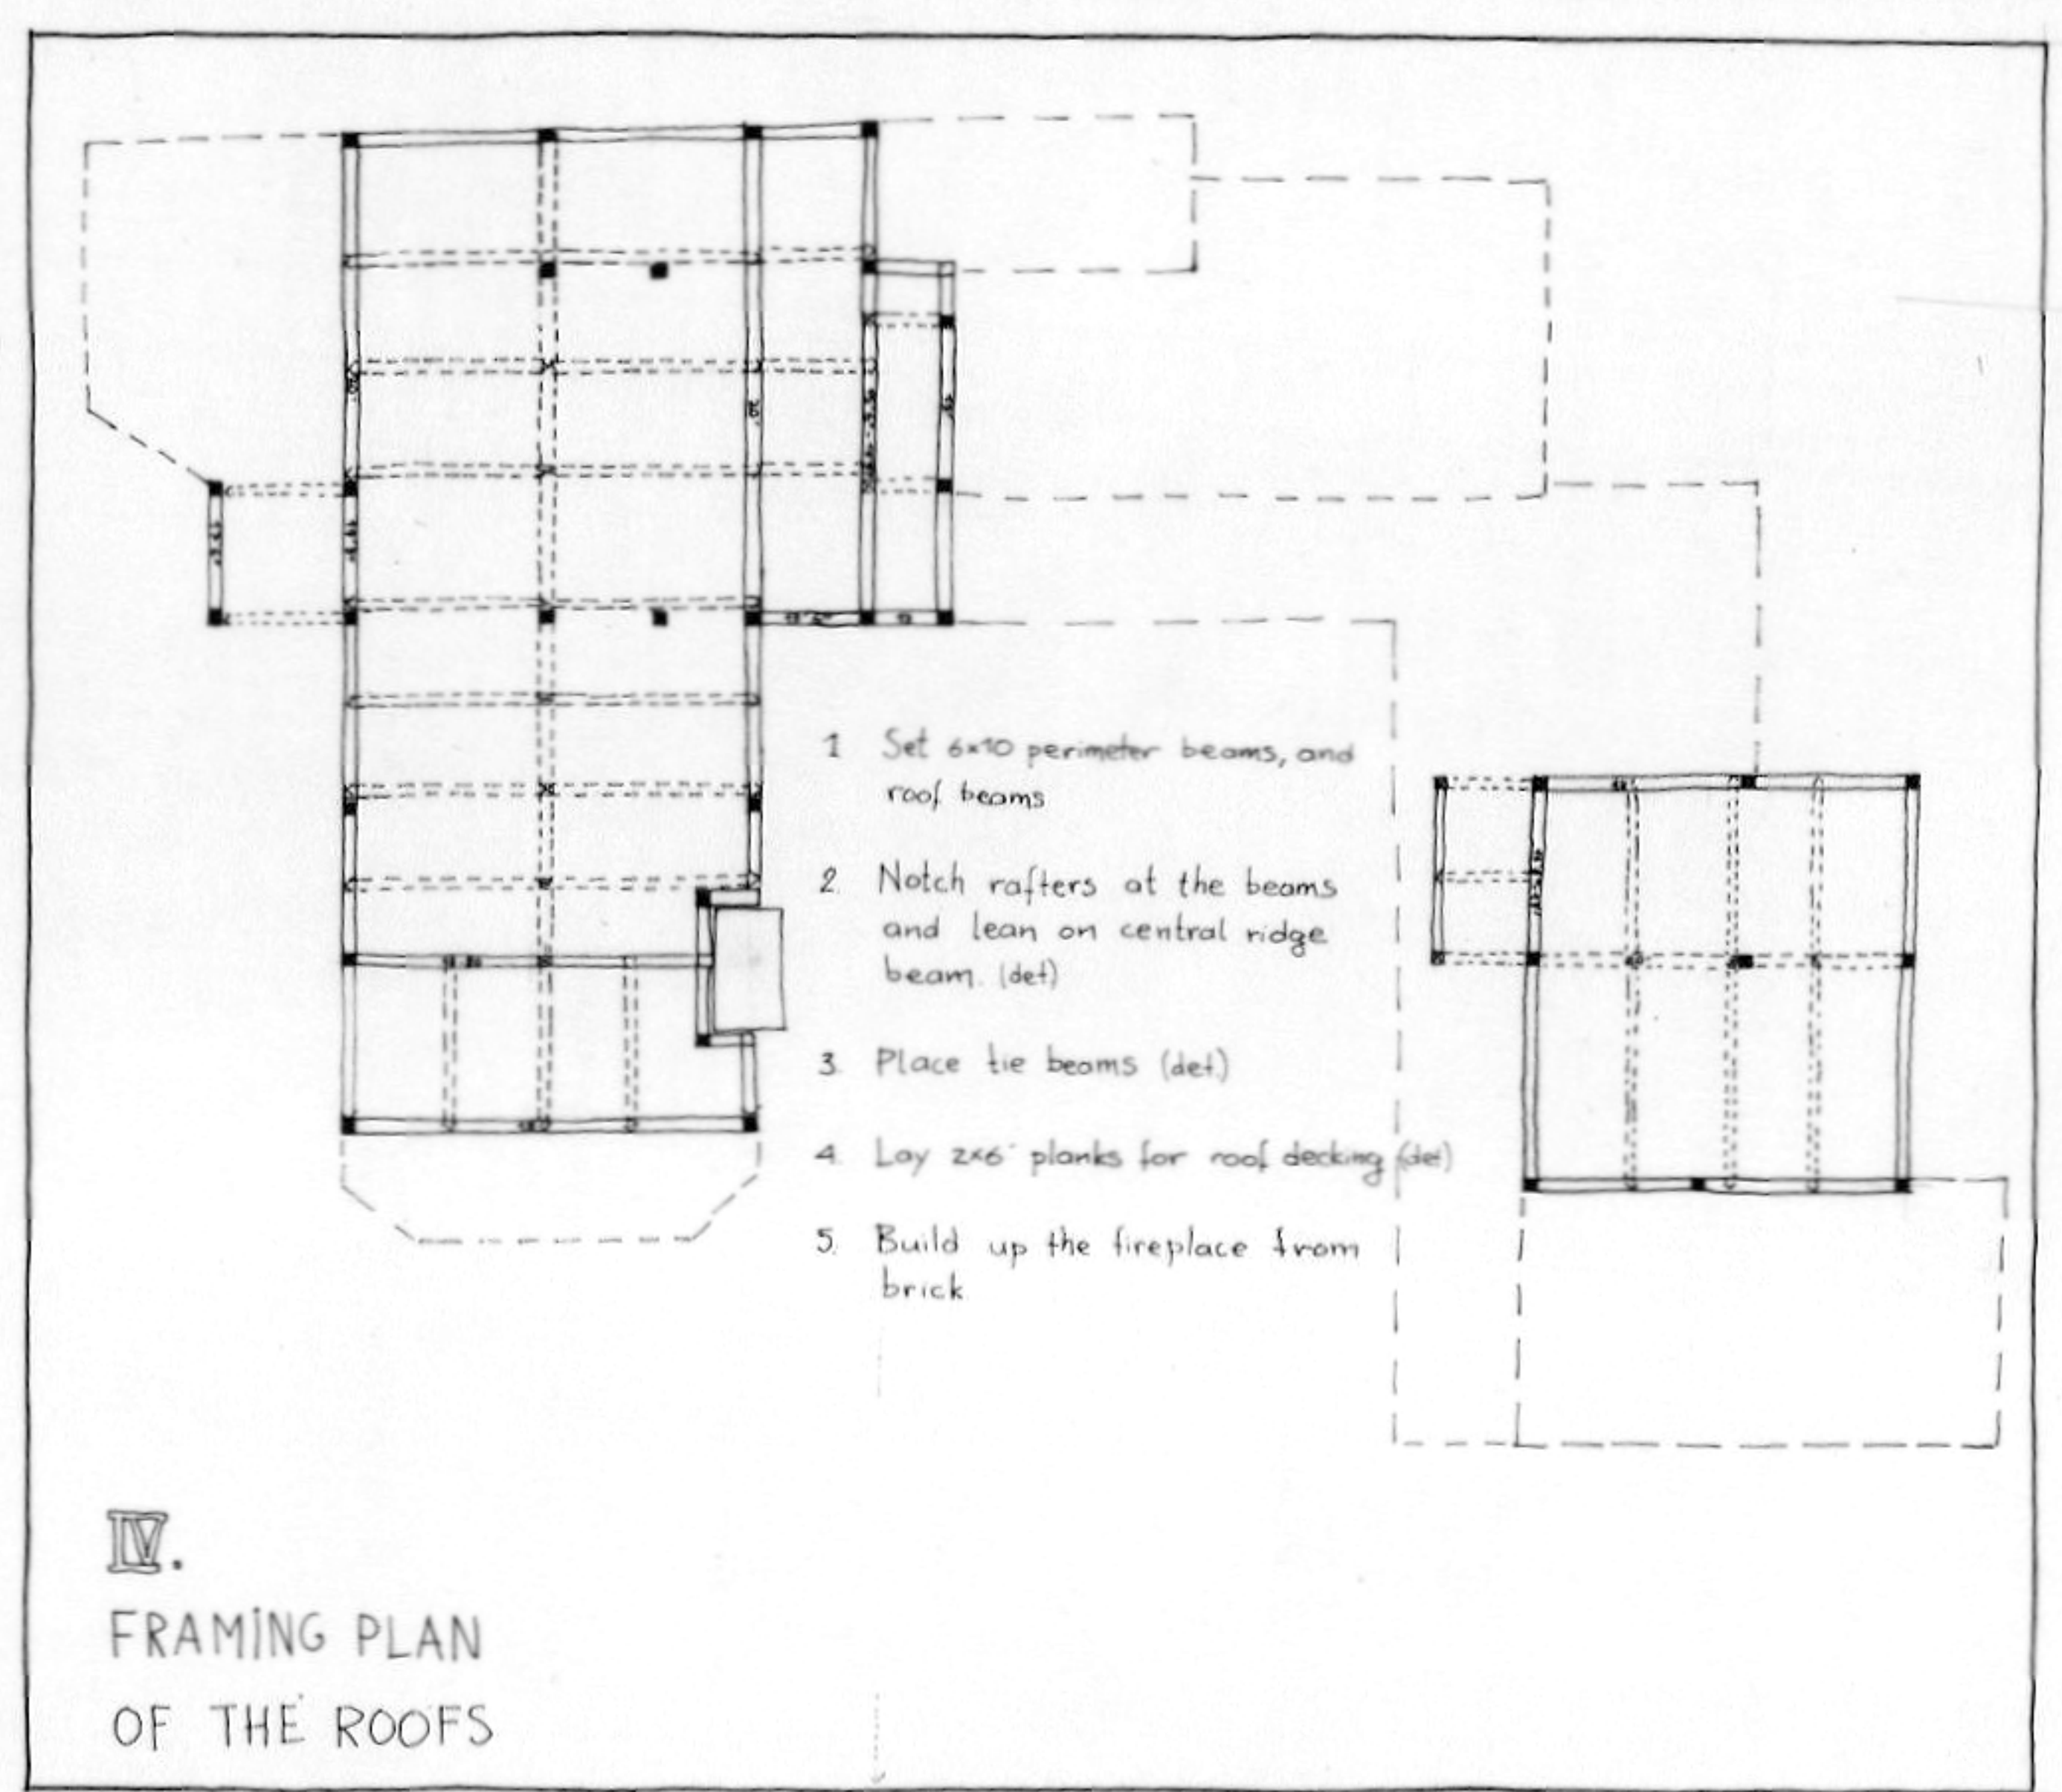 1 Set 6x10 perimeter beams, and
roof beams
2. Notch rafters at the beams
and lean on central ridge
beam. (det)
3. Place tie beams (det.)
4. Lay 2x6" planks for roof decking (det)
5. Build up the fireplace from
brick
IV.
FRAMING PLAN
OF THE ROOFS